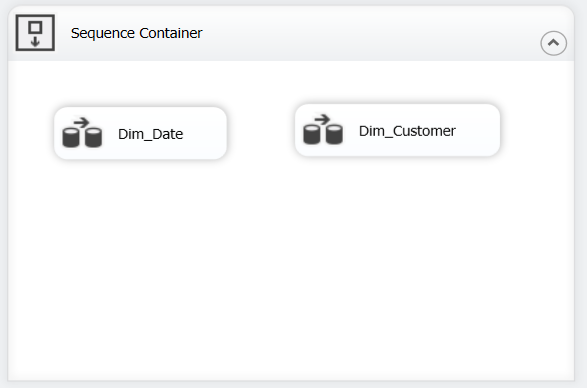 Sequence Container
Dim_Date
Dim_Customer